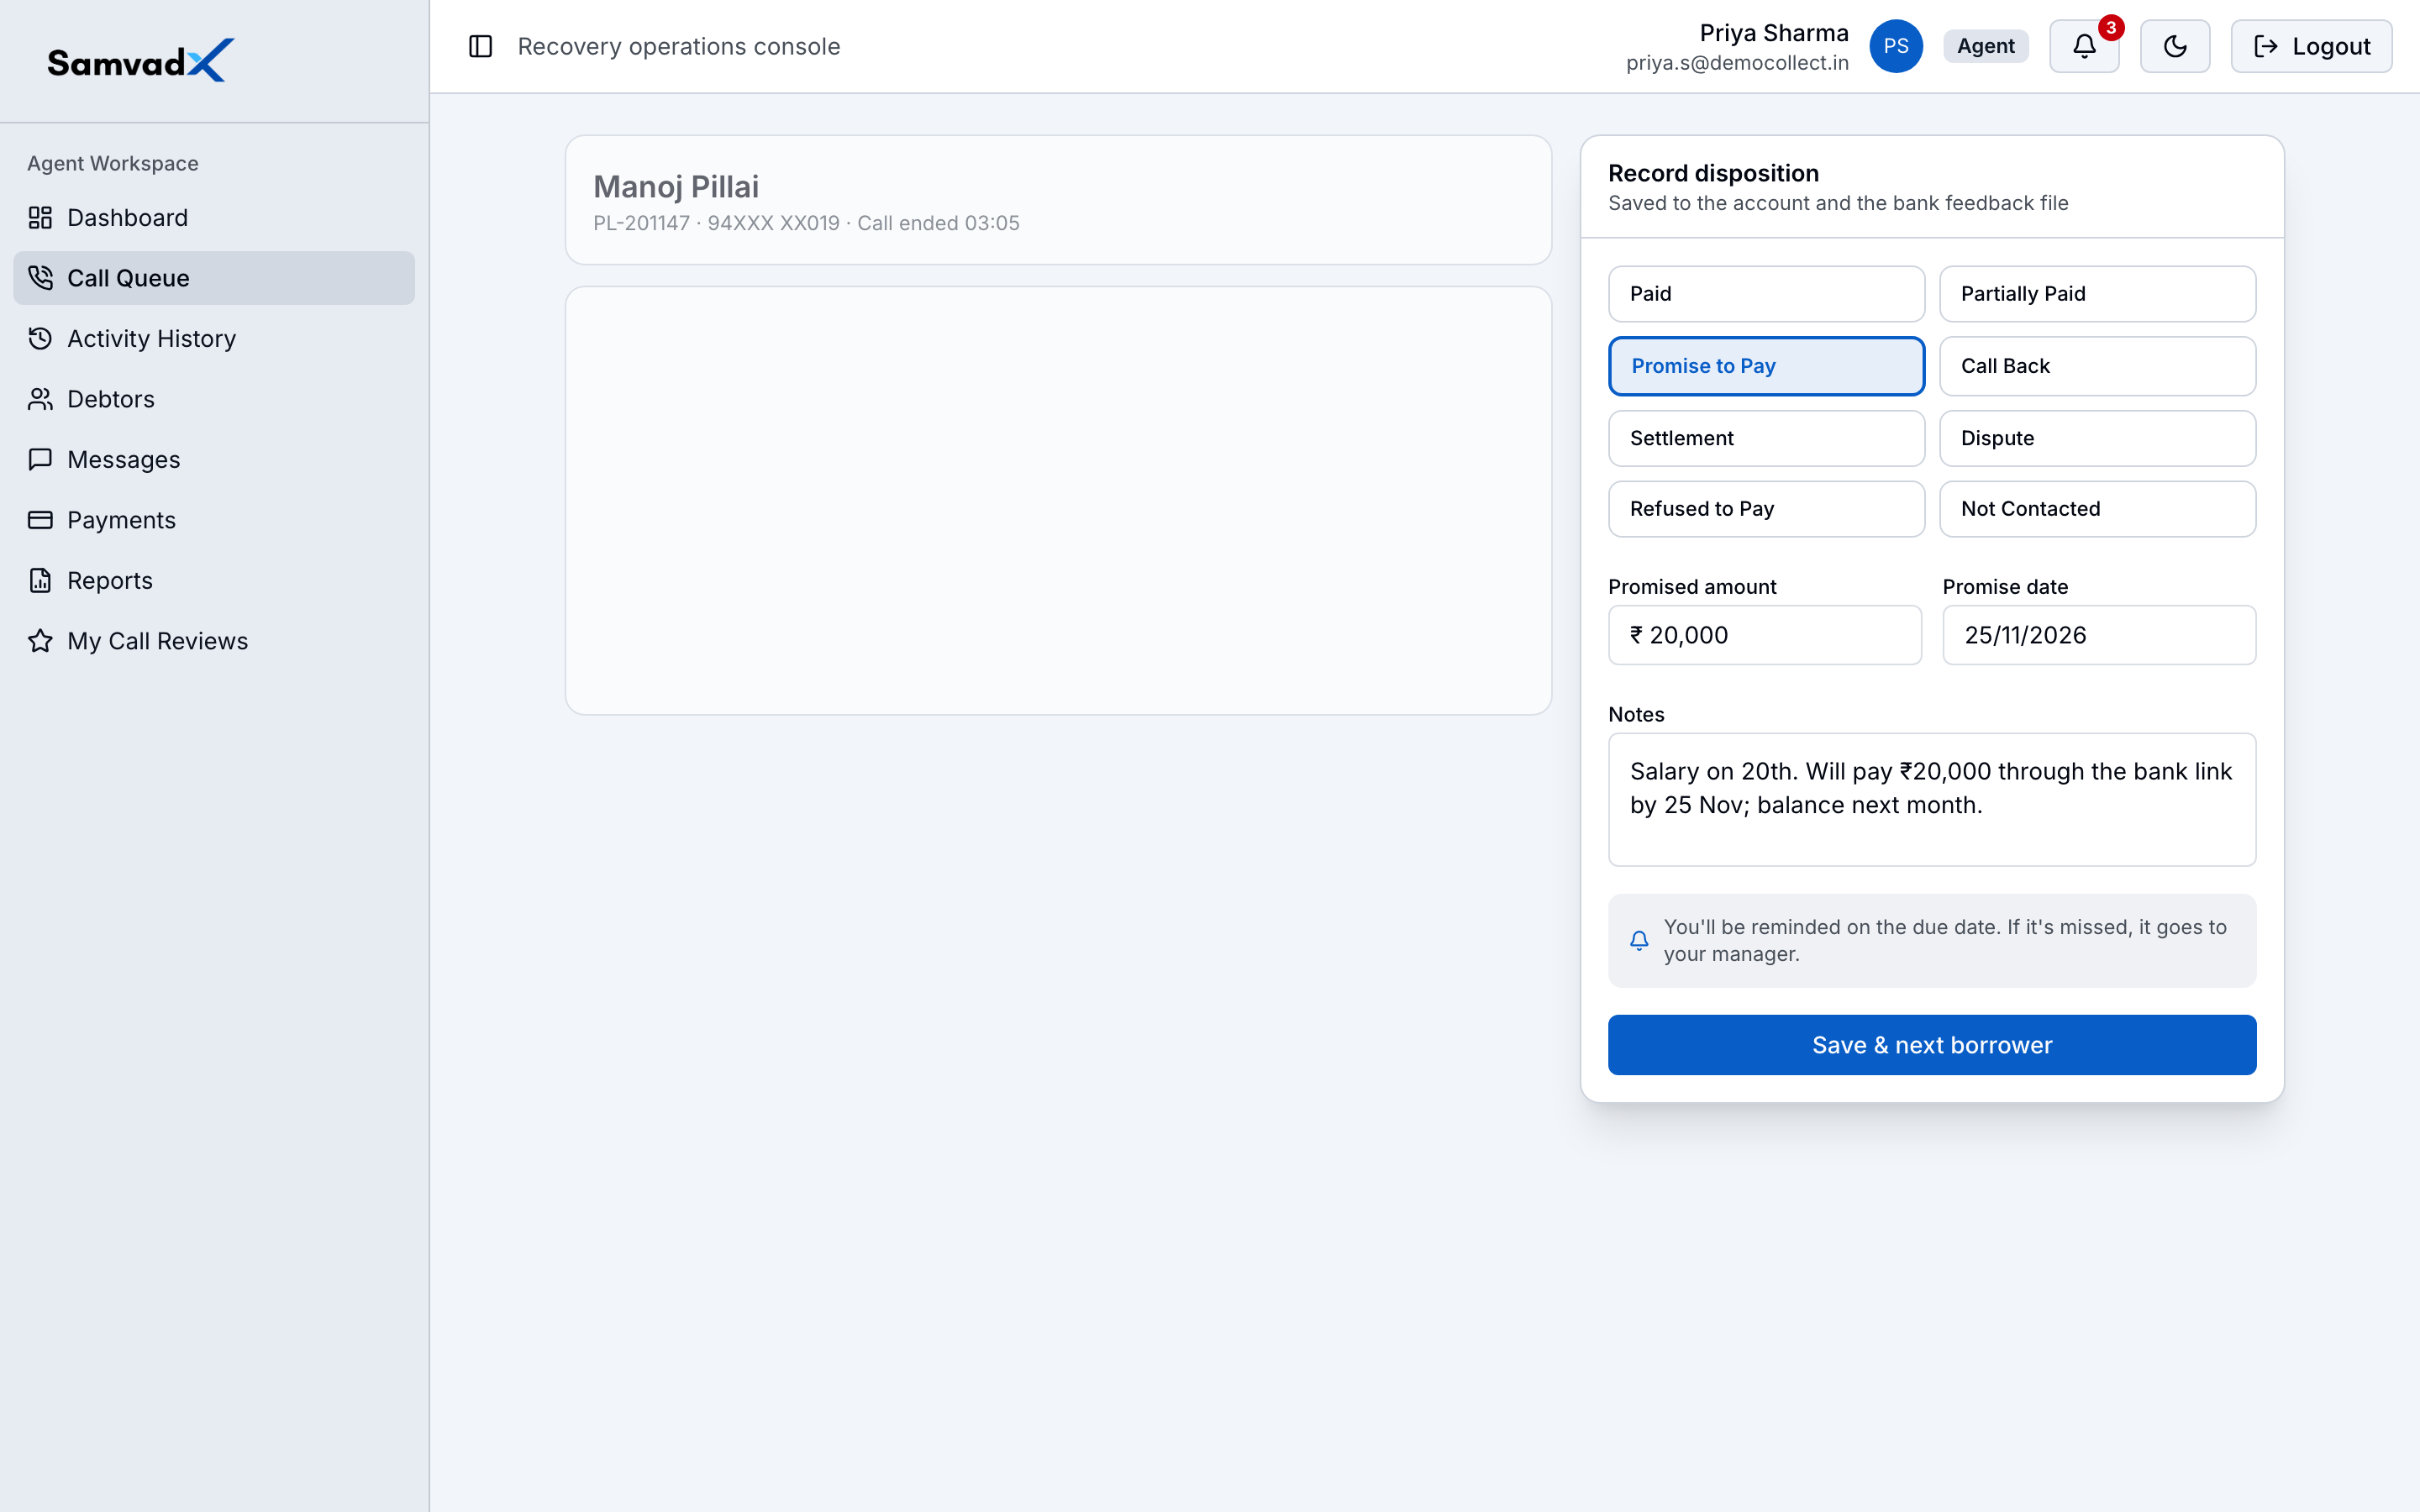 SamvadX
Agent Workspace
Dashboard
Call Queue
Activity History
Debtors
Messages
Payments
Reports
My Call Reviews
Recovery operations console
Priya Sharma
priya.s@democollect.in
PS
Agent
3
Logout
Manoj Pillai
PL-201147 · 94XXX XX019 · Call ended 03:05
Record disposition
Saved to the account and the bank feedback file
Paid
Partially Paid
Promise to Pay
Call Back
Settlement
Dispute
Refused to Pay
Not Contacted
Promised amount
Promise date
₹ 20,000
25/11/2026
Notes
Salary on 20th. Will pay ₹20,000 through the bank link
by 25 Nov; balance next month.
You'll be reminded on the due date. If it's missed, it goes to
your manager.
Save & next borrower